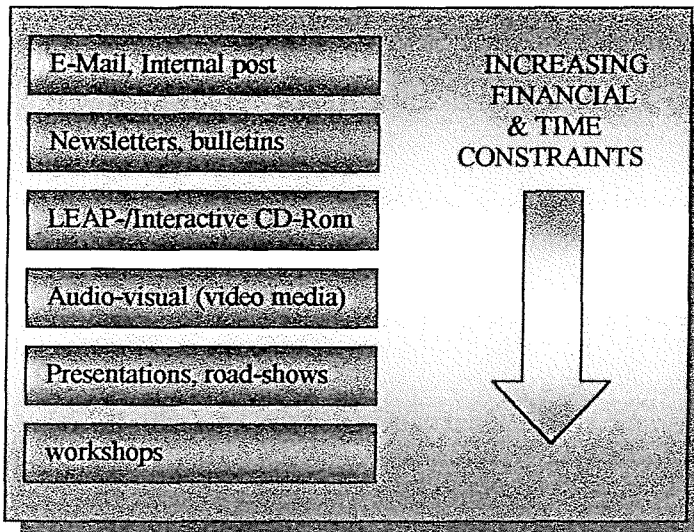 E-Mail, Internal post
Newsletters, bulletins
LEAP-/Interactive CD-Rom
Audio-visual (video media)
Presentations, road-shows
workshops
INCREASING
FINANCIAL
& TIME
CONSTRAINTS